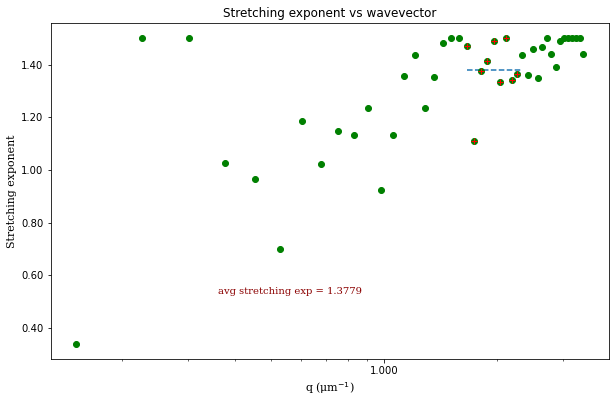 Stretching exponent vs wavevector
Stretching exponent
1.40
1.20
1.00
0.80
0.60
0.40
avg stretching exp = 1.3779
1.000
q (μm⁻¹)